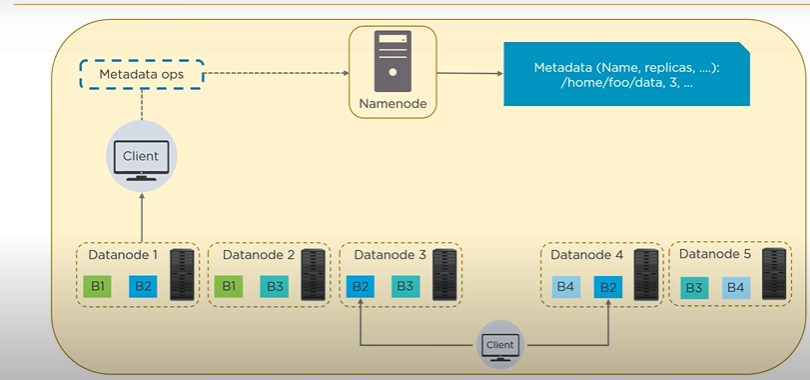 Metadata ops
Namenode
Metadata (Name, replicas, ....):
/home/foo/data, 3, ...
Client
Datanode 1
B1
B2
Datanode 2
B1
B3
Datanode 3
B2
B3
Datanode 4
B4
B2
Datanode 5
B3
B4
Client